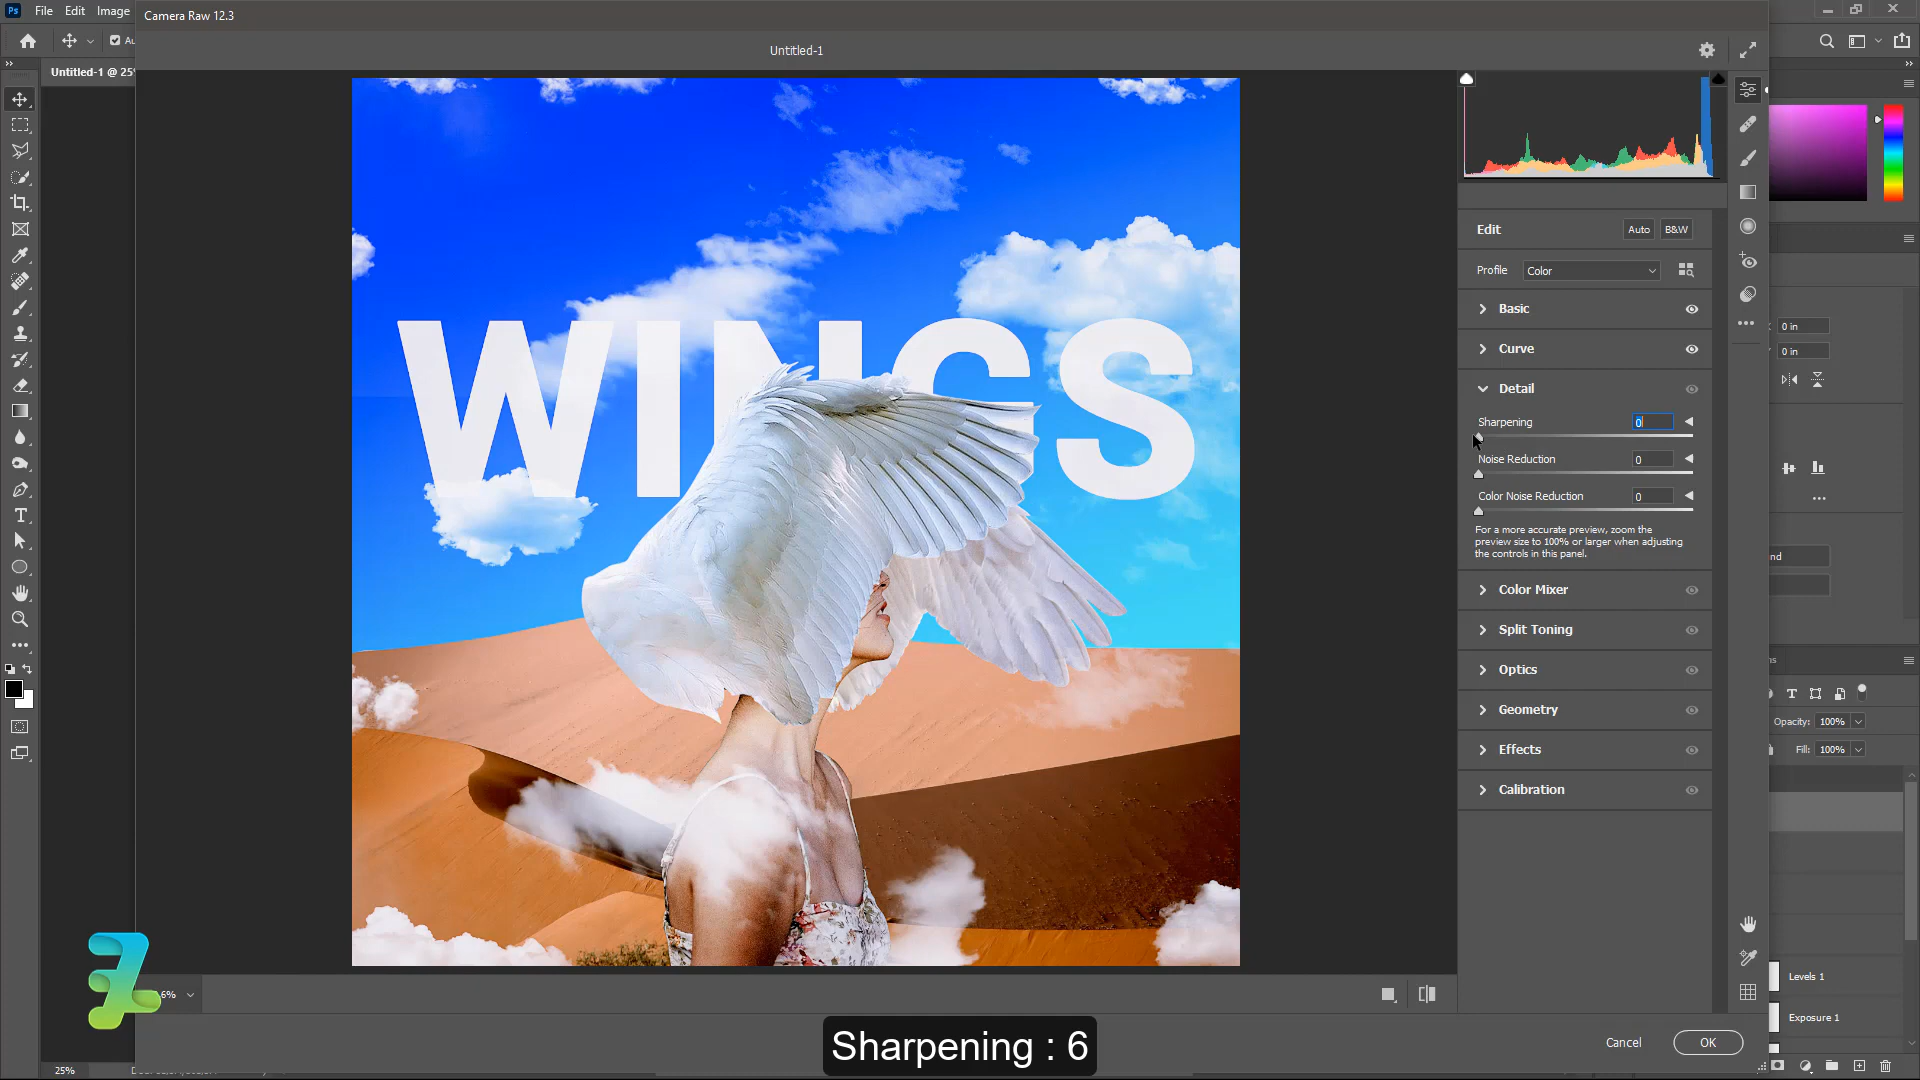 Ps File Edit Image
Camera Raw 12.3
Untitled-1
Untitled-1 @ 25
WINGS
Edit
Auto
B&W
Profile
Color
Basic
Curve
Detail
Sharpening
0
Noise Reduction
0
Color Noise Reduction
0
For a more accurate preview, zoom the
preview size to 100% or larger when adjusting
the controls in this panel.
Color Mixer
Split Toning
Optics
Geometry
Effects
Calibration
0 in
0 in
Opacity: 100%
Fill: 100%
Levels 1
Exposure 1
Sharpening : 6
Cancel
OK
25%